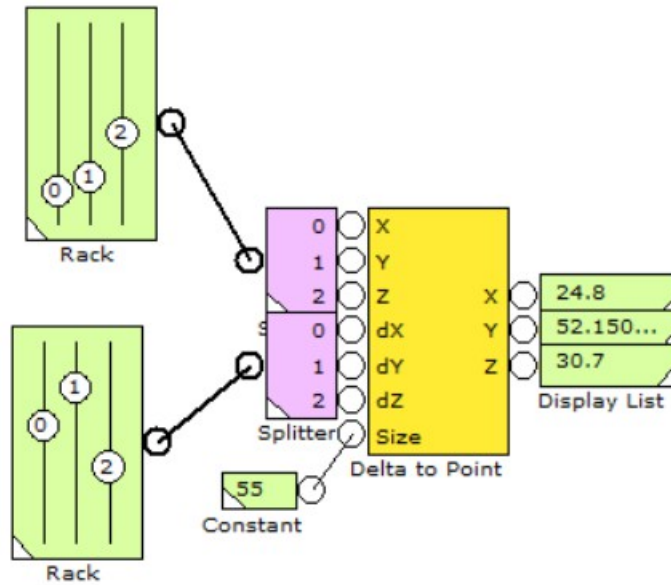 0 1 2
Rack
0 X
1 Y
2 Z
0 dX
1 dY
2 dZ
Size
X 24.8
Y 52.150...
Z 30.7
Splitter
Delta to Point
Display List
55
Constant
0 1 2
Rack